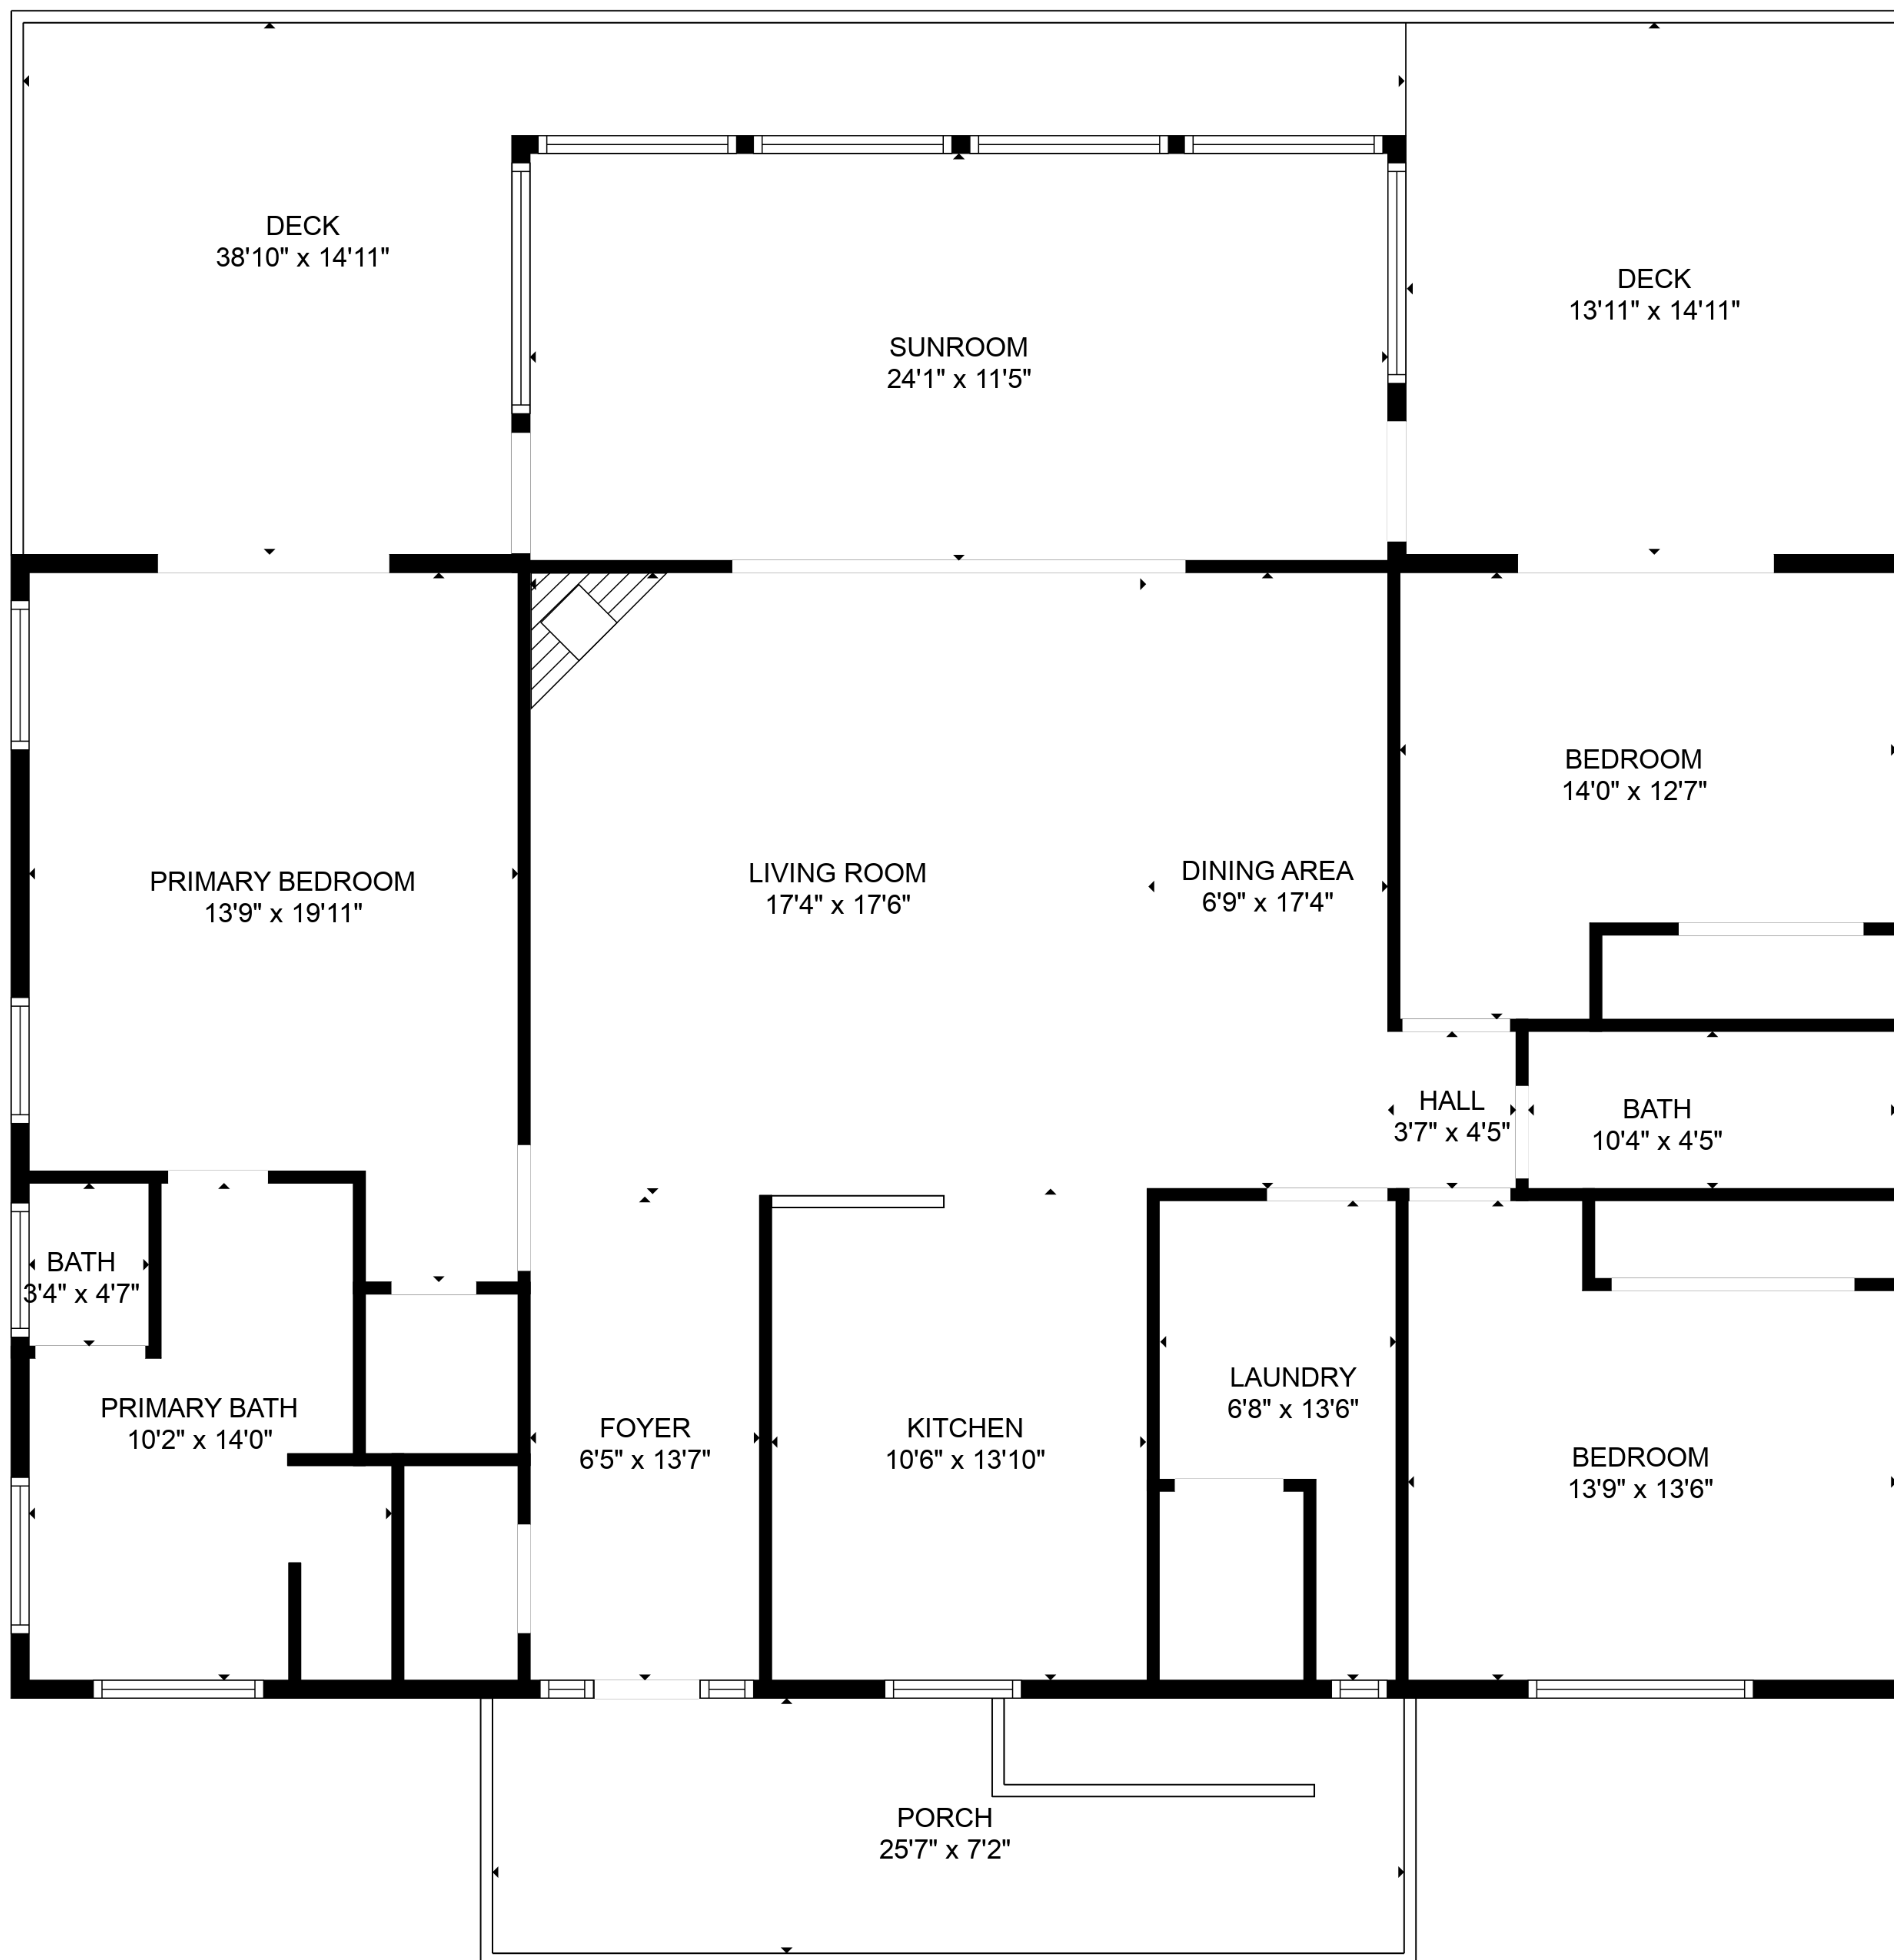 DECK
38'10" x 14'11"
DECK
13'11" x 14'11"
SUNROOM
24'1" x 11'5"
BEDROOM
14'0" x 12'7"
PRIMARY BEDROOM
13'9" x 19'11"
LIVING ROOM
17'4" x 17'6"
DINING AREA
6'9" x 17'4"
HALL
3'7" x 4'5"
BATH
10'4" x 4'5"
BATH
3'4" x 4'7"
PRIMARY BATH
10'2" x 14'0"
FOYER
6'5" x 13'7"
KITCHEN
10'6" x 13'10"
LAUNDRY
6'8" x 13'6"
BEDROOM
13'9" x 13'6"
PORCH
25'7" x 7'2"